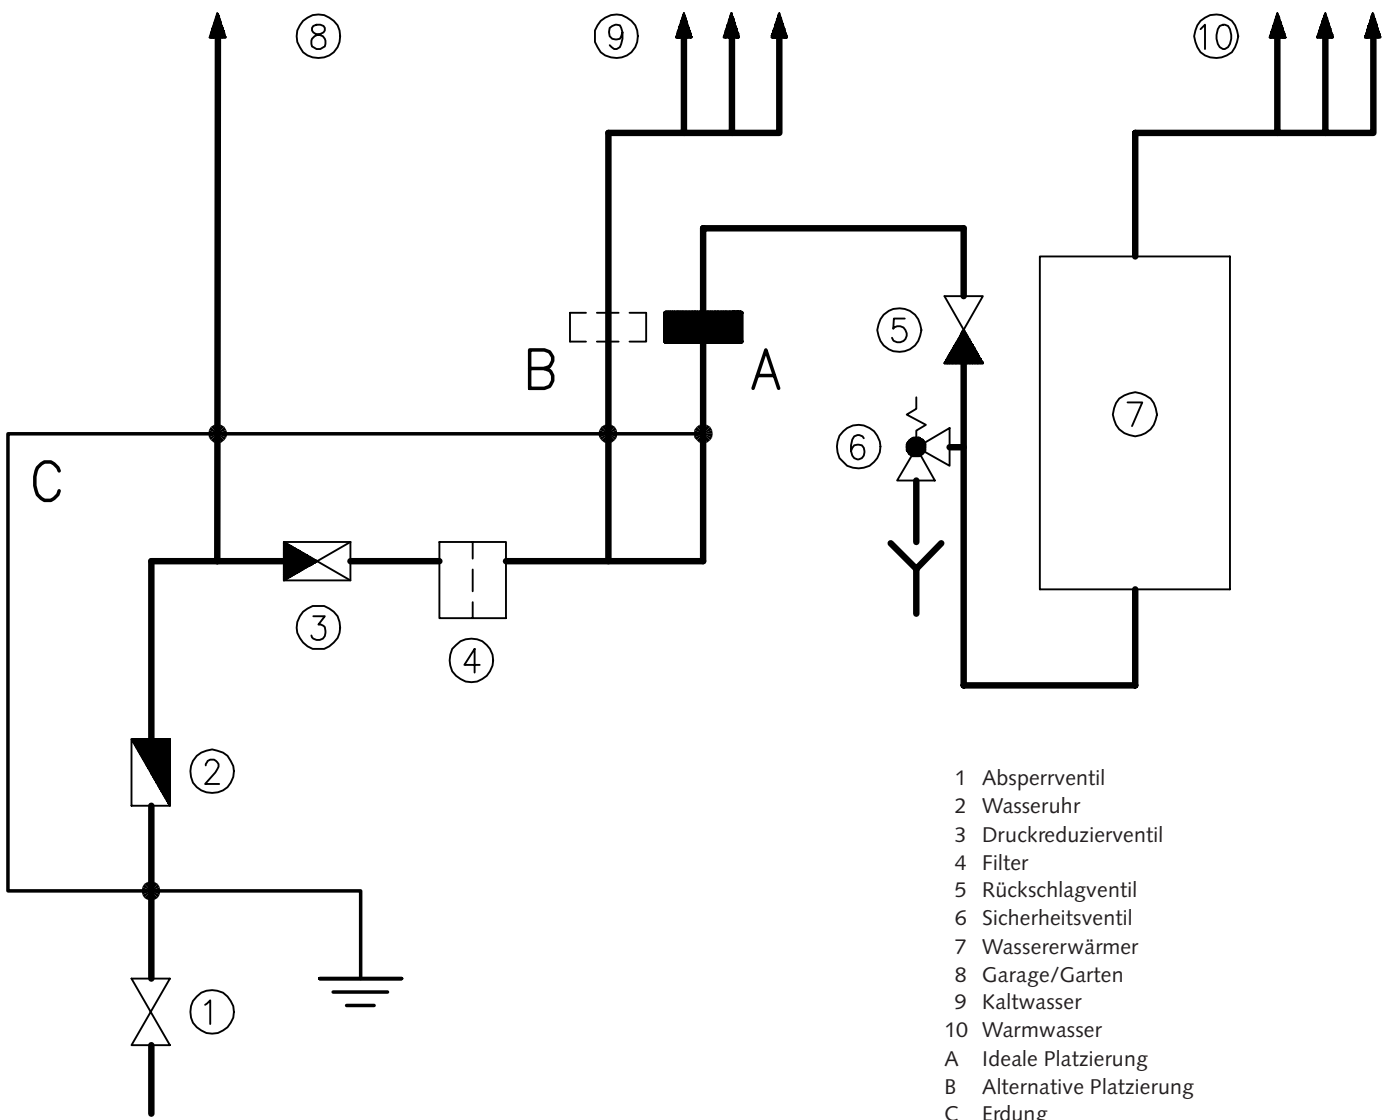 8
9
10
B
A
5
7
6
C
3
4
2
1
1 Absperrventil
2 Wasseruhr
3 Druckreduzierventil
4 Filter
5 Rückschlagventil
6 Sicherheitsventil
7 Wassererwärmer
8 Garage/Garten
9 Kaltwasser
10 Warmwasser
A Ideale Platzierung
B Alternative Platzierung
C Erdung